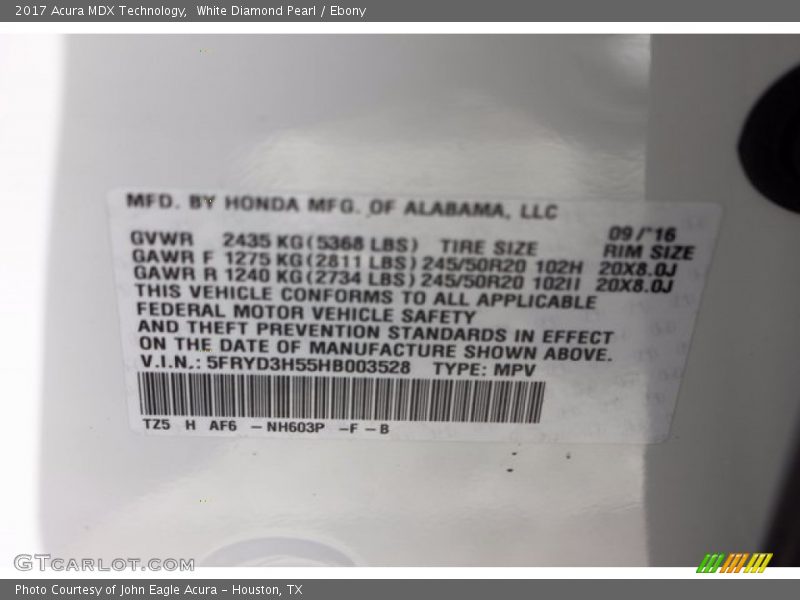 2017 Acura MDX Technology,  White Diamond Pearl / Ebony
MFD. BY HONDA MFG. OF ALABAMA, LLC
09/'16
GVWR 2435 KG(5368 LBS) TIRE SIZE RIM SIZE
GAWR F 1275 KG(2811 LBS) 245/50R20 102H 20X8.0J
GAWR R 1240 KG(2734 LBS) 245/50R20 102H 20X8.0J
THIS VEHICLE CONFORMS TO ALL APPLICABLE
FEDERAL MOTOR VEHICLE SAFETY
AND THEFT PREVENTION STANDARDS IN EFFECT
ON THE DATE OF MANUFACTURE SHOWN ABOVE.
V.I.N.: 5FRYD3H55HB003528 TYPE: MPV
TZ5 H AF6 – NH603P –F – B
GTCARLOT.COM
Photo Courtesy of John Eagle Acura – Houston, TX